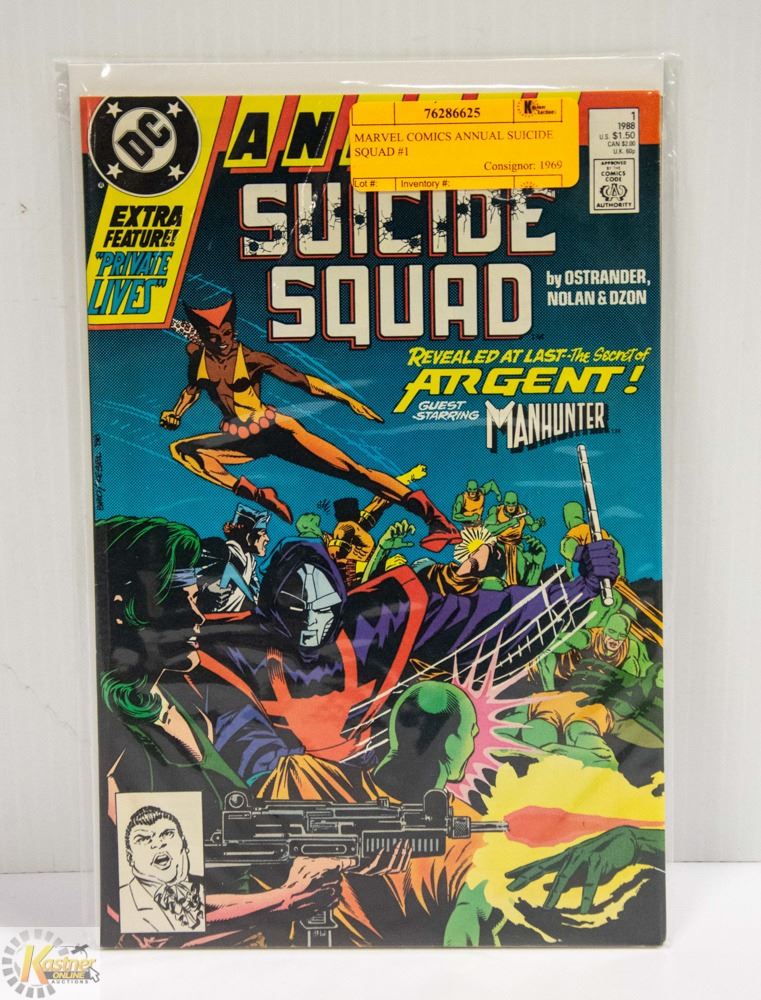 DC
AN
76286625
Kastner
MARVEL COMICS ANNUAL SUICIDE
SQUAD #1
Consignor: 1969
Lot #: Inventory #:
1
1988
U.S. $1.50
CAN $2.00
U.K. 60p
APPROVED
BY THE
COMICS
CODE
CA
AUTHORITY
EXTRA
FEATURE!
"PRIVATE
LIVES"
SUICIDE
SQUAD
by OSTRANDER,
NOLAN & DZON
REVEALED AT LAST--The Secret of
ARGENT!
GUEST
STARRING
MANHUNTER
Kastner
ONLINE
AUCTIONS